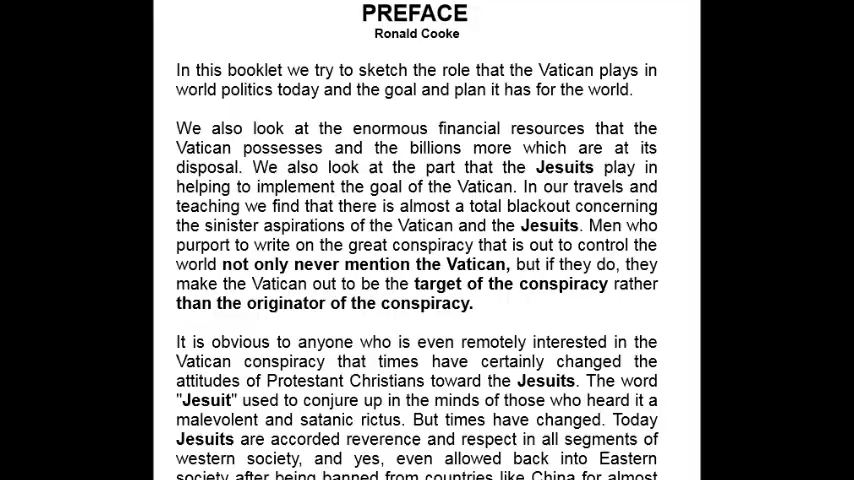 PREFACE
Ronald Cooke
In this booklet we try to sketch the role that the Vatican plays in
world politics today and the goal and plan it has for the world.
We also look at the enormous financial resources that the
Vatican possesses and the billions more which are at its
disposal. We also look at the part that the Jesuits play in
helping to implement the goal of the Vatican. In our travels and
teaching we find that there is almost a total blackout concerning
the sinister aspirations of the Vatican and the Jesuits. Men who
purport to write on the great conspiracy that is out to control the
world not only never mention the Vatican, but if they do, they
make the Vatican out to be the target of the conspiracy rather
than the originator of the conspiracy.
It is obvious to anyone who is even remotely interested in the
Vatican conspiracy that times have certainly changed the
attitudes of Protestant Christians toward the Jesuits. The word
"Jesuit" used to conjure up in the minds of those who heard it a
malevolent and satanic rictus. But times have changed. Today
Jesuits are accorded reverence and respect in all segments of
western society, and yes, even allowed back into Eastern
society after being banned from countries like China for almost